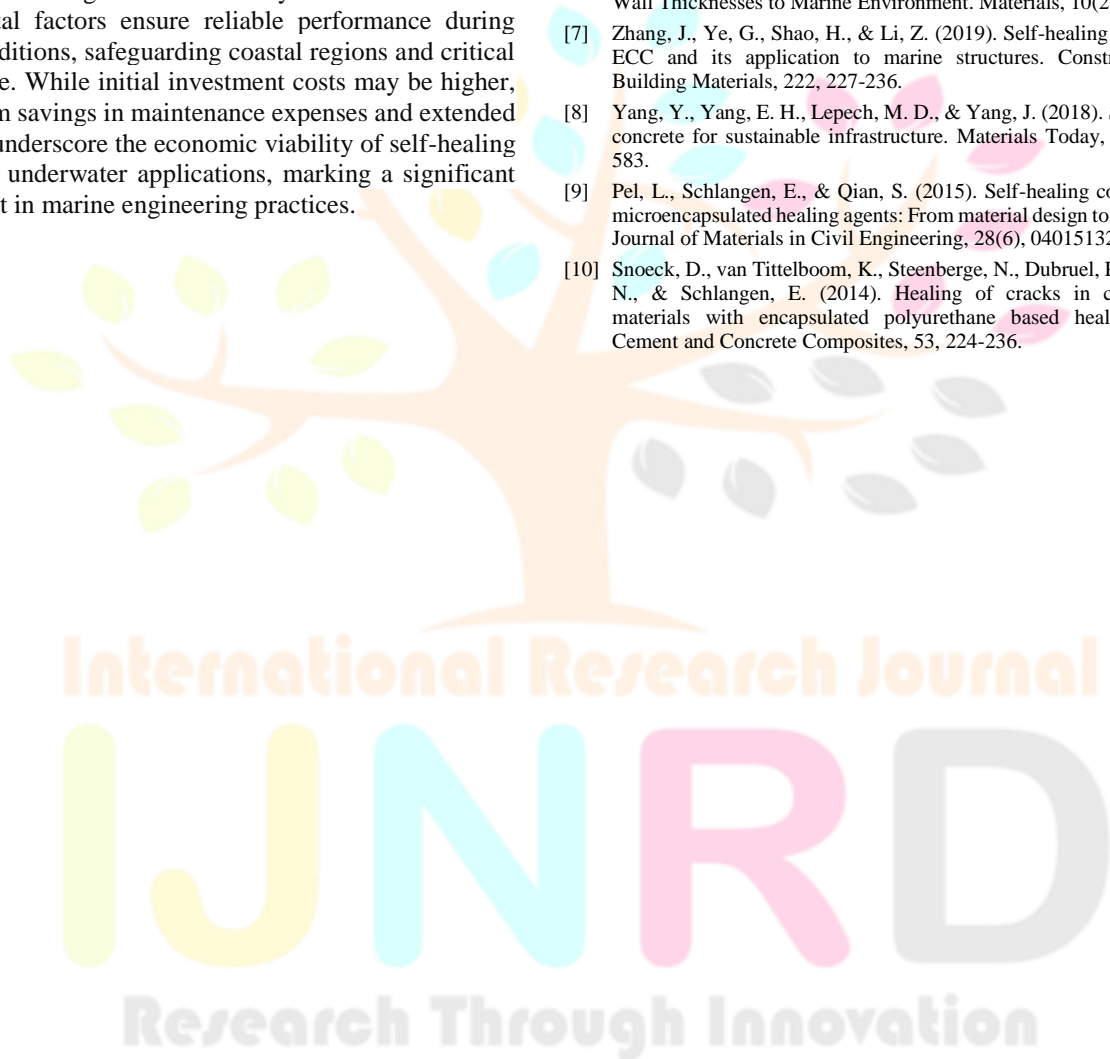 al factors ensure reliable performance during
ditions, safeguarding coastal regions and critical
e. While initial investment costs may be higher,
m savings in maintenance expenses and extended
underscore the economic viability of self-healing
underwater applications, marking a significant
t in marine engineering practices.
Wall Thicknesses to Marine Environment. Materials, 10(2
[7] Zhang, J., Ye, G., Shao, H., & Li, Z. (2019). Self-healing
ECC and its application to marine structures. Constr
Building Materials, 222, 227-236.
[8] Yang, Y., Yang, E. H., Lepech, M. D., & Yang, J. (2018).
concrete for sustainable infrastructure. Materials Today,
583.
[9] Pel, L., Schlangen, E., & Qian, S. (2015). Self-healing co
microencapsulated healing agents: From material design to
Journal of Materials in Civil Engineering, 28(6), 04015132
[10] Snoeck, D., van Tittelboom, K., Steenberge, N., Dubruel, P
N., & Schlangen, E. (2014). Healing of cracks in c
materials with encapsulated polyurethane based heal
Cement and Concrete Composites, 53, 224-236.
International Research Journal
IJNRD
Research Through Innovation